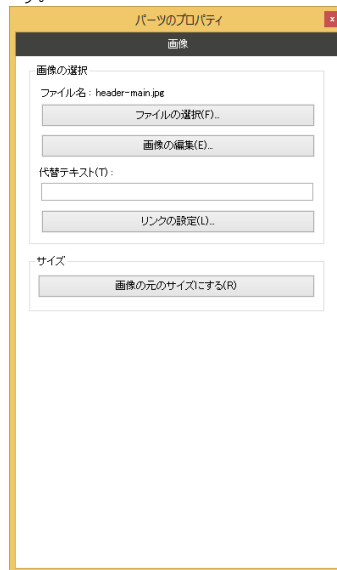 す。
パーツのプロパティ
x
画像
画像の選択
ファイル名 : header-main.jpg
ファイルの選択(F)...
画像の編集(E)...
代替テキスト(T) :
リンクの設定(L)...
サイズ
画像の元のサイズにする(R)